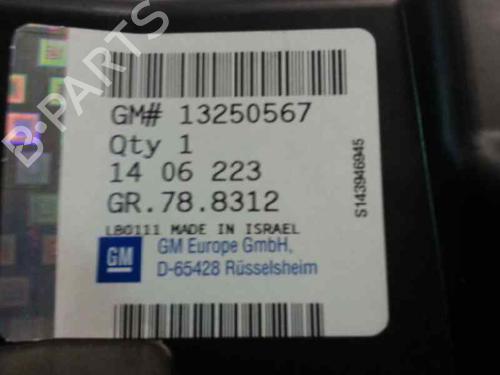 GM# 13250567
Qty 1
14 06 223
GR.78.8312
LB0111 MADE IN ISRAEL
GM
GM Europe GmbH,
D-65428 Rüsselsheim
S143946945
B-PARTS